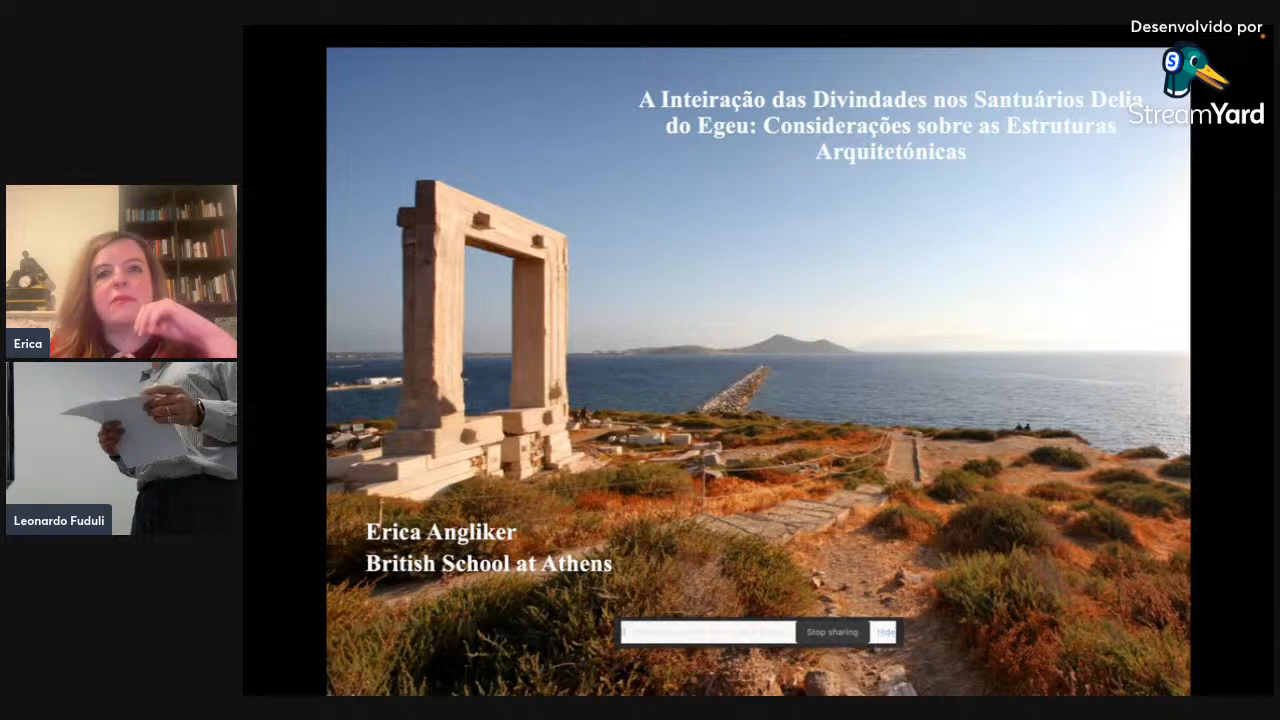 Desenvolvido por
StreamYard
A Inteiração das Divindades nos Santuários Delia
do Egeu: Considerações sobre as Estruturas
Arquitetónicas
Erica
Leonardo Fuduli
Erica Angliker
British School at Athens
Stop sharing
Hide